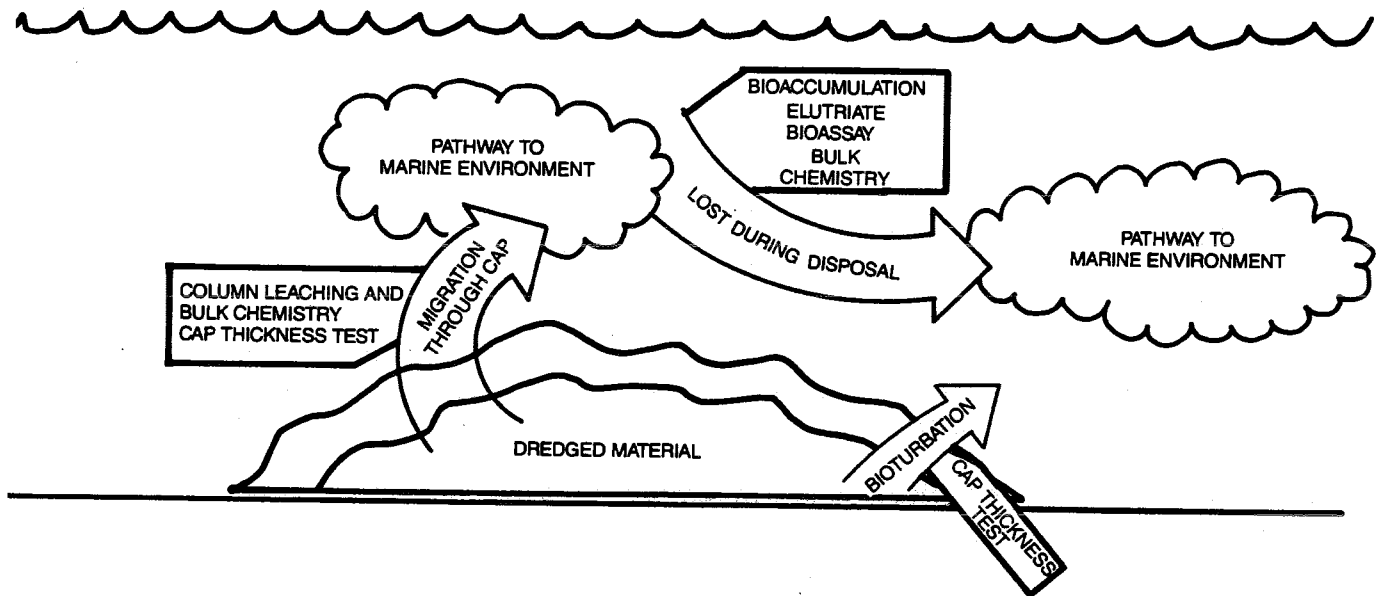 BIOACCUMULATION
ELUTRIATE
BIOASSAY
BULK
CHEMISTRY
PATHWAY TO
MARINE ENVIRONMENT
LOST DURING DISPOSAL
PATHWAY TO
MARINE ENVIRONMENT
MIGRATION
THROUGH CAP
COLUMN LEACHING AND
BULK CHEMISTRY
CAP THICKNESS TEST
DREDGED MATERIAL
BIOTURBATION
CAP THICKNESS
TEST